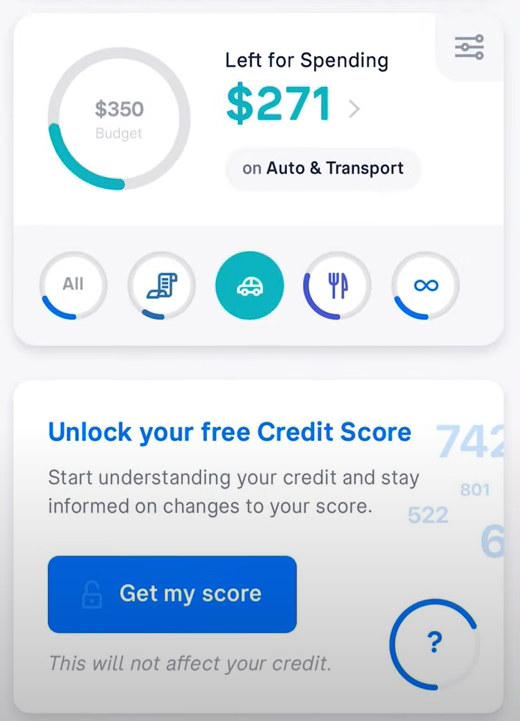 Left for Spending
$350
$271
Budget
on Auto & Transport
All
Unlock your free Credit Score
742
Start understanding your credit and stay
801
informed on changes to your score.
522
6
Get my score
?
This will not affect your credit.